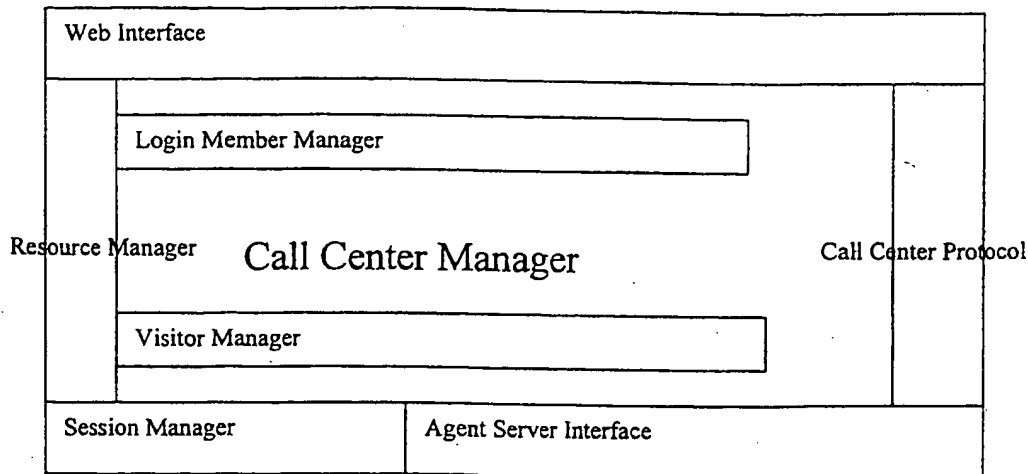 Web Interface
Login Member Manager
Resource Manager
Call Center Manager
Call Center Protocol
Visitor Manager
Session Manager
Agent Server Interface